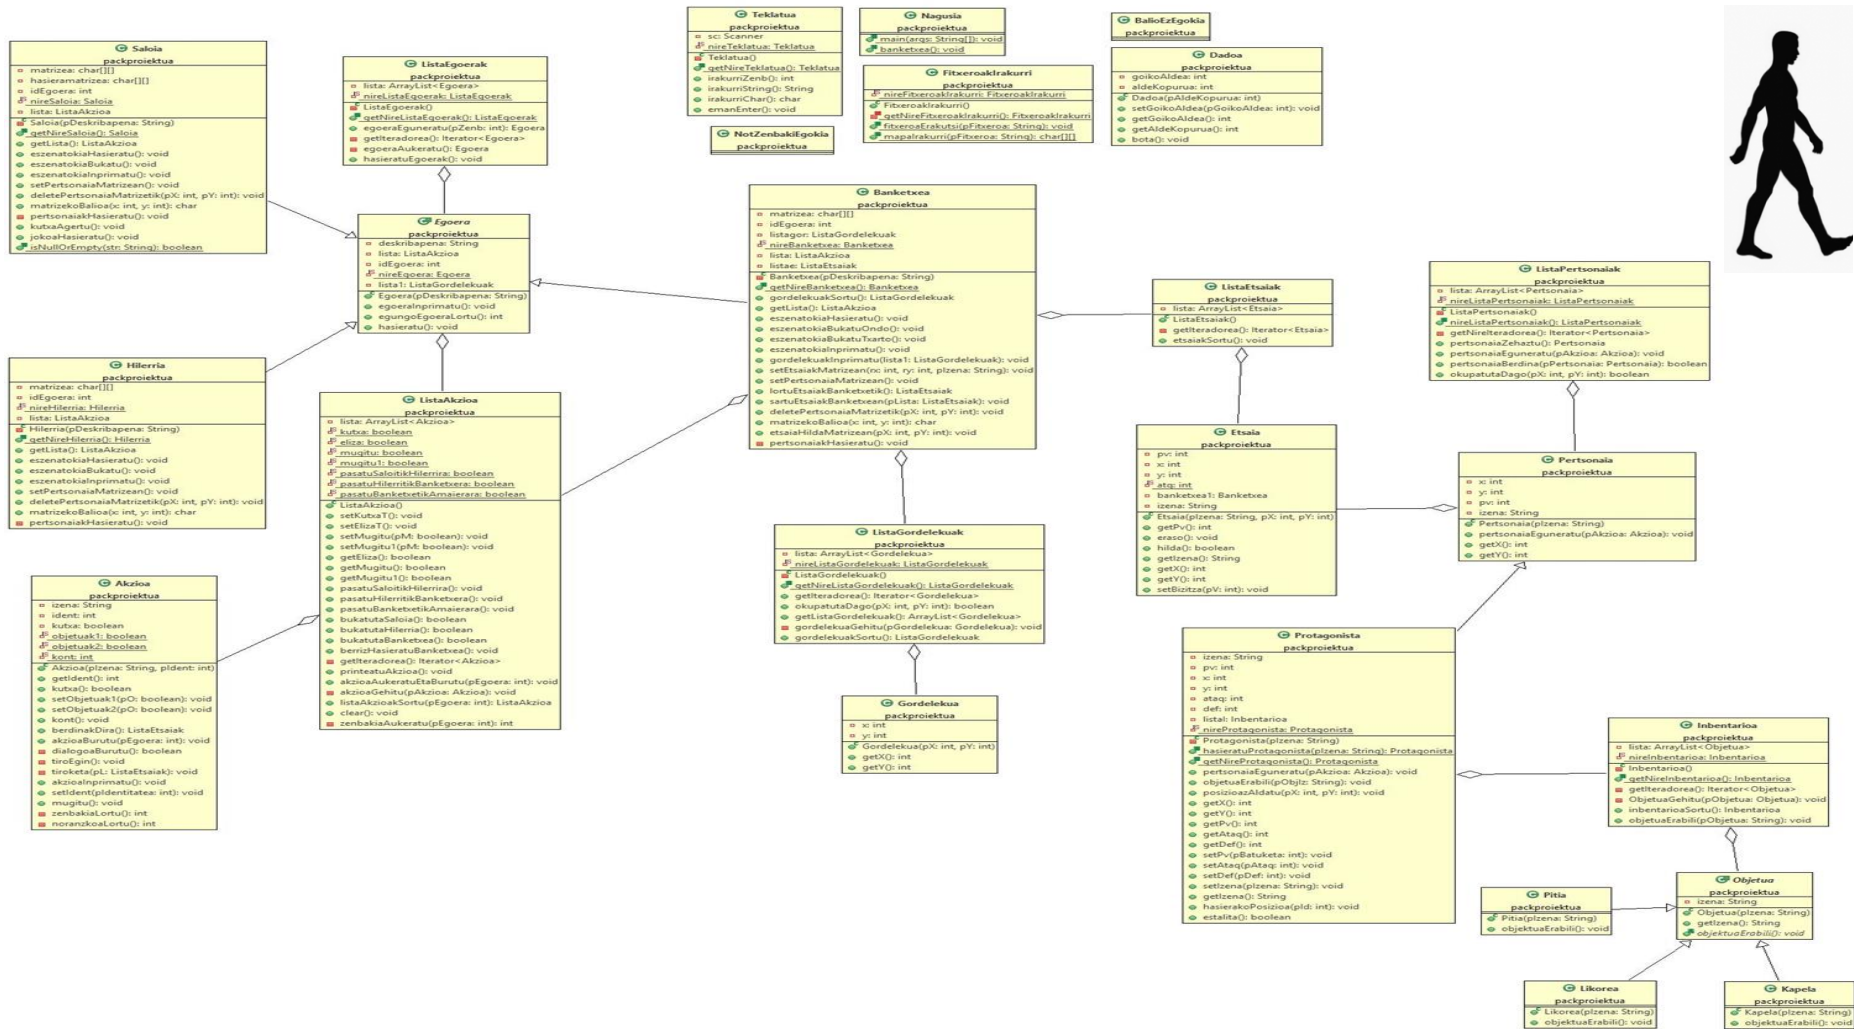 Saloia
packproiektua
matrizea: char[][]
hasieramatrizea: char[][]
idEgoera: int
nireSaloia: Saloia
lista: ListaAkzioa
Saloia(pDeskribapena: String)
getNireSaloia(): Saloia
getLista(): ListaAkzioa
eszenatokiaHasieratu(): void
eszenatokiaBukatu(): void
eszenatokiaInprimatu(): void
setPertsonaiaMatrizean(): void
deletePertsonaiaMatrizetik(pX: int, pY: int): void
matrizekoBalioa(x: int, y: int): char
pertsonaiakHasieratu(): void
kutxaAgertu(): void
jokoaHasieratu(): void
isNullOrEmpty(str: String): boolean
ListaEgoerak
packproiektua
lista: ArrayList<Egoera>
nireListaEgoerak: ListaEgoerak
ListaEgoerak()
getNireListaEgoerak(): ListaEgoerak
egoeraEguneratu(pZenb: int): Egoera
getIteradorea(): Iterator<Egoera>
egoeraAukeratu(): Egoera
hasieratuEgoerak(): void
Teklatua
packproiektua
sc: Scanner
nireTeklatua: Teklatua
Teklatua()
getNireTeklatua(): Teklatua
irakurriZenb(): int
irakurriString(): String
irakurriChar(): char
emanEnter(): void
NotZenbakiEgokia
packproiektua
Nagusia
packproiektua
main(args: String[]): void
banketxea(): void
FitxeroakIrakurri
packproiektua
nireFitxeroakIrakurri: FitxeroakIrakurri
FitxeroakIrakurri()
getNireFitxeroakIrakurri(): FitxeroakIrakurri
fitxeroaErakutsi(pFitxeroa: String): void
mapaIrakurri(pFitxeroa: String): char[][]
BalioEzEgokia
packproiektua
Dadoa
packproiektua
goikoAldea: int
aldeKopurua: int
Dadoa(pAldeKopurua: int)
setGoikoAldea(pGoikoAldea: int): void
getGoikoAldea(): int
getAldeKopurua(): int
bota(): void
Egoera
packproiektua
deskribapena: String
lista: ListaAkzioa
idEgoera: int
nireEgoera: Egoera
lista1: ListaGordelekuak
Egoera(pDeskribapena: String)
egoeraInprimatu(): void
egungoEgoeraLortu(): int
hasieratu(): void
Banketxea
packproiektua
matrizea: char[][]
idEgoera: int
listagor: ListaGordelekuak
nireBanketxea: Banketxea
lista: ListaAkzioa
listae: ListaEtsaiak
Banketxea(pDeskribapena: String)
getNireBanketxea(): Banketxea
gordelekuakSortu(): ListaGordelekuak
getLista(): ListaAkzioa
eszenatokiaHasieratu(): void
eszenatokiaBukatuOndo(): void
eszenatokiaBukatuTxarto(): void
eszenatokiaInprimatu(): void
gordelekuakInprimatu(lista1: ListaGordelekuak): void
setEtsaiakMatrizean(rx: int, ry: int, pIzena: String): void
setPertsonaiaMatrizean(): void
lortuEtsaiakBanketxetik(): ListaEtsaiak
sartuEtsaiakBanketxean(pLista: ListaEtsaiak): void
deletePertsonaiaMatrizetik(pX: int, pY: int): void
matrizekoBalioa(x: int, y: int): char
etsaiaHildaMatrizean(pX: int, pY: int): void
pertsonaiakHasieratu(): void
ListaEtsaiak
packproiektua
lista: ArrayList<Etsaia>
ListaEtsaiak()
getIteradorea(): Iterator<Etsaia>
etsaiakSortu(): void
ListaPertsonaiak
packproiektua
lista: ArrayList<Pertsonaia>
nireListaPertsonaiak: ListaPertsonaiak
ListaPertsonaiak()
nireListaPertsonaiak(): ListaPertsonaiak
getNireIteradorea(): Iterator<Pertsonaia>
pertsonaiaZehaztu(): Pertsonaia
pertsonaiaEguneratu(pAkzioa: Akzioa): void
pertsonaiaBerdina(pPertsonaia: Pertsonaia): boolean
okupatutaDago(pX: int, pY: int): boolean
Hilerria
packproiektua
matrizea: char[][]
idEgoera: int
nireHilerria: Hilerria
lista: ListaAkzioa
Hilerria(pDeskribapena: String)
getNireHilerria(): Hilerria
getLista(): ListaAkzioa
eszenatokiaHasieratu(): void
eszenatokiaBukatu(): void
eszenatokiaInprimatu(): void
setPertsonaiaMatrizean(): void
deletePertsonaiaMatrizetik(pX: int, pY: int): void
matrizekoBalioa(x: int, y: int): char
pertsonaiakHasieratu(): void
ListaAkzioa
packproiektua
lista: ArrayList<Akzioa>
kutxa: boolean
eliza: boolean
mugitu: boolean
mugitu1: boolean
pasatuSaloitikHilerrira: boolean
pasatuHilerritikBanketxera: boolean
pasatuBanketxetikAmaierara: boolean
ListaAkzioa()
setKutxaT(): void
setElizaT(): void
setMugitu(pM: boolean): void
setMugitu1(pM: boolean): void
getEliza(): boolean
getMugitu(): boolean
getMugitu1(): boolean
pasatuSaloitikHilerrira(): void
pasatuHilerritikBanketxera(): void
pasatuBanketxetikAmaierara(): void
bukatutaSaloia(): boolean
bukatutaHilerria(): boolean
bukatutaBanketxea(): boolean
berrizHasieratuBanketxea(): void
getIteradorea(): Iterator<Akzioa>
printeatuAkzioa(): void
akzioaAukeratuEtaBurutu(pEgoera: int): void
akzioaGehitu(pAkzioa: Akzioa): void
listaAkzioakSortu(pEgoera: int): ListaAkzioa
clear(): void
zenbakiaAukeratu(pEgoera: int): int
Etsaia
packproiektua
pv: int
x: int
y: int
atq: int
banketxea1: Banketxea
izena: String
Etsaia(pIzena: String, pX: int, pY: int)
getPv(): int
eraso(): void
hilda(): boolean
getIzena(): String
getX(): int
getY(): int
setBizitza(pV: int): void
Pertsonaia
packproiektua
x: int
y: int
pv: int
izena: String
Pertsonaia(pIzena: String)
pertsonaiaEguneratu(pAkzioa: Akzioa): void
getX(): int
getY(): int
ListaGordelekuak
packproiektua
lista: ArrayList<Gordelekua>
nireListaGordelekuak: ListaGordelekuak
ListaGordelekuak()
getNireListaGordelekuak(): ListaGordelekuak
getIteradorea(): Iterator<Gordelekua>
okupatutaDago(pX: int, pY: int): boolean
getListaGordelekuak(): ArrayList<Gordelekua>
gordelekuaGehitu(pGordelekua: Gordelekua): void
gordelekuakSortu(): ListaGordelekuak
Akzioa
packproiektua
izena: String
ident: int
kutxa: boolean
objetuak1: boolean
objetuak2: boolean
kont: int
Akzioa(pIzena: String, pIdent: int)
getIdent(): int
kutxa(): boolean
setObjetuak1(pO: boolean): void
setObjetuak2(pO: boolean): void
kont(): void
berdinakDira(): ListaEtsaiak
akzioaBurutu(pEgoera: int): void
dialogoaBurutu(): boolean
tiroEgin(): void
tiroketa(pL: ListaEtsaiak): void
akzioaInprimatu(): void
setIdent(pIdentitatea: int): void
mugitu(): void
zenbakiaLortu(): int
noranzkoaLortu(): int
Gordelekua
packproiektua
x: int
y: int
Gordelekua(pX: int, pY: int)
getX(): int
getY(): int
Protagonista
packproiektua
izena: String
pv: int
x: int
y: int
ataq: int
def: int
listaI: Inbentarioa
nireProtagonista: Protagonista
Protagonista(pIzena: String)
hasieratuProtagonista(pIzena: String): Protagonista
getNireProtagonista(): Protagonista
pertsonaiaEguneratu(pAkzioa: Akzioa): void
objetuaErabili(pObjIz: String): void
posizioazAldatu(pX: int, pY: int): void
getX(): int
getY(): int
getPv(): int
getAtaq(): int
getDef(): int
setPv(pBatuketa: int): void
setAtaq(pAtaq: int): void
setDef(pDef: int): void
setIzena(pIzena: String): void
getIzena(): String
hasierakoPosizioa(pId: int): void
estalita(): boolean
Inbentarioa
packproiektua
lista: ArrayList<Objetua>
nireInbentarioa: Inbentarioa
Inbentarioa()
getNireInbentarioa(): Inbentarioa
getIteradorea(): Iterator<Objetua>
ObjetuaGehitu(pObjetua: Objetua): void
inbentarioaSortu(): Inbentarioa
objetuaErabili(pObjetua: String): void
Pitia
packproiektua
Pitia(pIzena: String)
objektuaErabili(): void
Objetua
packproiektua
izena: String
Objetua(pIzena: String)
getIzena(): String
objektuaErabili(): void
Likorea
packproiektua
Likorea(pIzena: String)
objektuaErabili(): void
Kapela
packproiektua
Kapela(pIzena: String)
objektuaErabili(): void